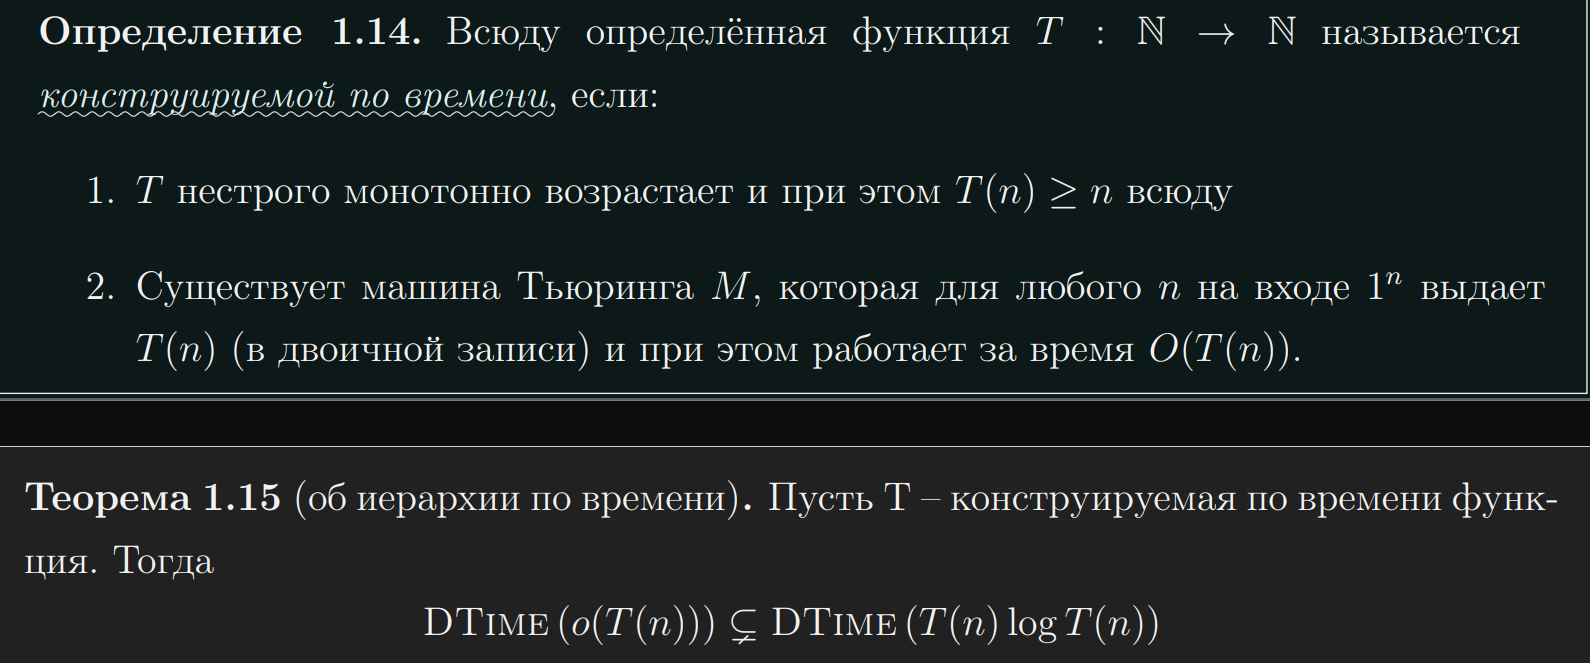 Определение 1.14. Всюду определённая функция T : ℕ → ℕ называется
конструируемой по времени, если:
1. T нестрого монотонно возрастает и при этом T(n) ≥ n всюду
2. Существует машина Тьюринга M, которая для любого n на входе 1ⁿ выдает
T(n) (в двоичной записи) и при этом работает за время O(T(n)).
Теорема 1.15 (об иерархии по времени). Пусть T – конструируемая по времени функ-
ция. Тогда
DTime (o(T(n))) ⊊ DTime (T(n) log T(n))